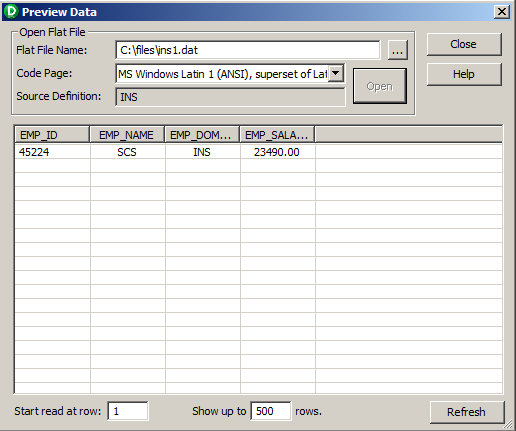 Preview Data
Open Flat File
Flat File Name: C:\files\ins1.dat ...
Close
Code Page: MS Windows Latin 1 (ANSI), superset of Lat
Open
Help
Source Definition: INS
EMP_ID EMP_NAME EMP_DOM... EMP_SALA...
45224 SCS INS 23490.00
Start read at row: 1 Show up to 500 rows. Refresh